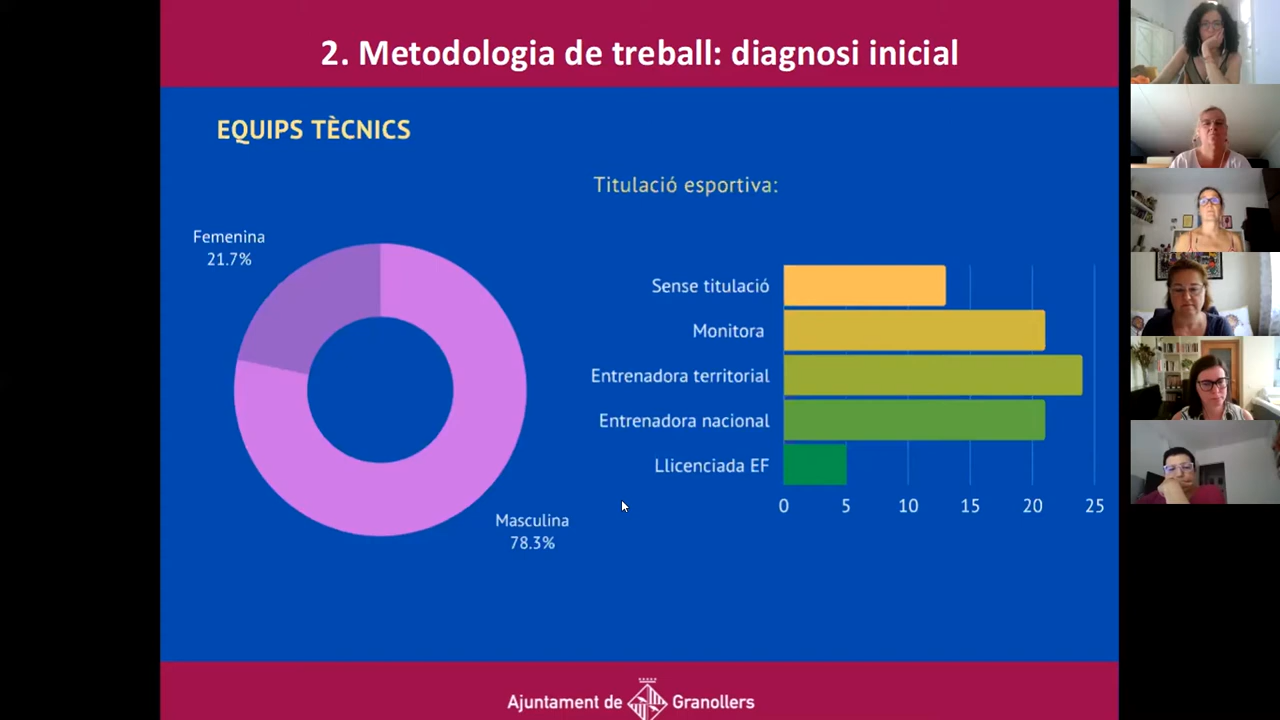 2. Metodologia de treball: diagnosi inicial
EQUIPS TÈCNICS
Titulació esportiva:
Femenina
21.7%
Masculina
78.3%
Sense titulació
Monitora
Entrenadora territorial
Entrenadora nacional
Llicenciada EF
0 5 10 15 20 25
Ajuntament de Granollers